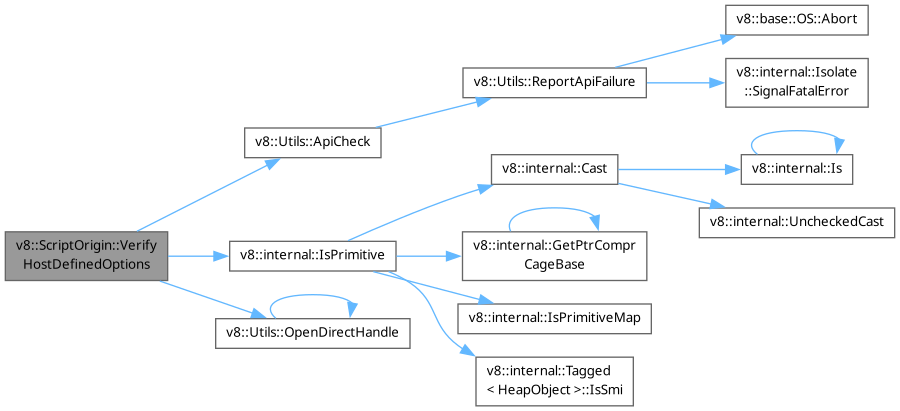 v8::base::OS::Abort
v8::Utils::ReportApiFailure
v8::internal::Isolate
::SignalFatalError
v8::Utils::ApiCheck
v8::internal::Cast
v8::internal::Is
v8::internal::UncheckedCast
v8::ScriptOrigin::Verify
HostDefinedOptions
v8::internal::IsPrimitive
v8::internal::GetPtrCompr
CageBase
v8::internal::IsPrimitiveMap
v8::Utils::OpenDirectHandle
v8::internal::Tagged
< HeapObject >::IsSmi